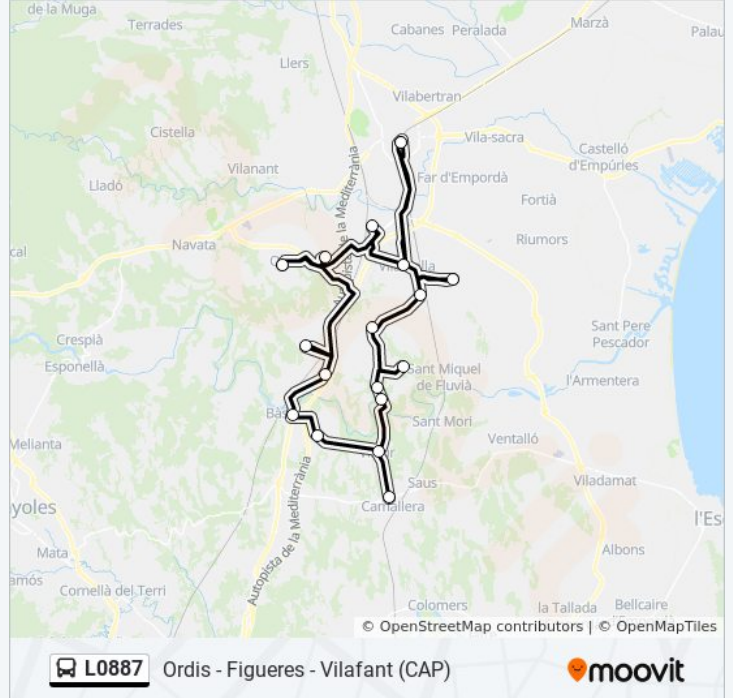 de la Muga
Terrades
Cabanes
Peralada
Marzà
Palau
Llers
Vilabertran
Cistella
Vila-sacra
Castelló
d'Empúries
Vilanant
Far d'Empordà
Lladó
Fortià
Autopista de la Mediterrània
Navata
Riumors
cal
Crespià
Esponellà
Sant Pere
Pescador
Sant Miquel
de Fluvià
l'Armentera
Sant Mori
Melianta
Ventalló
Saus
Viladamat
yoles
Camallera
l'Es
Mata
Albons
Autopista de la Mediterrània
Cornellà del Terri
Colomers
la Tallada
Bellcaire
© OpenStreetMap contributors | © OpenMapTiles
L0887 Ordis - Figueres - Vilafant (CAP)
moovit